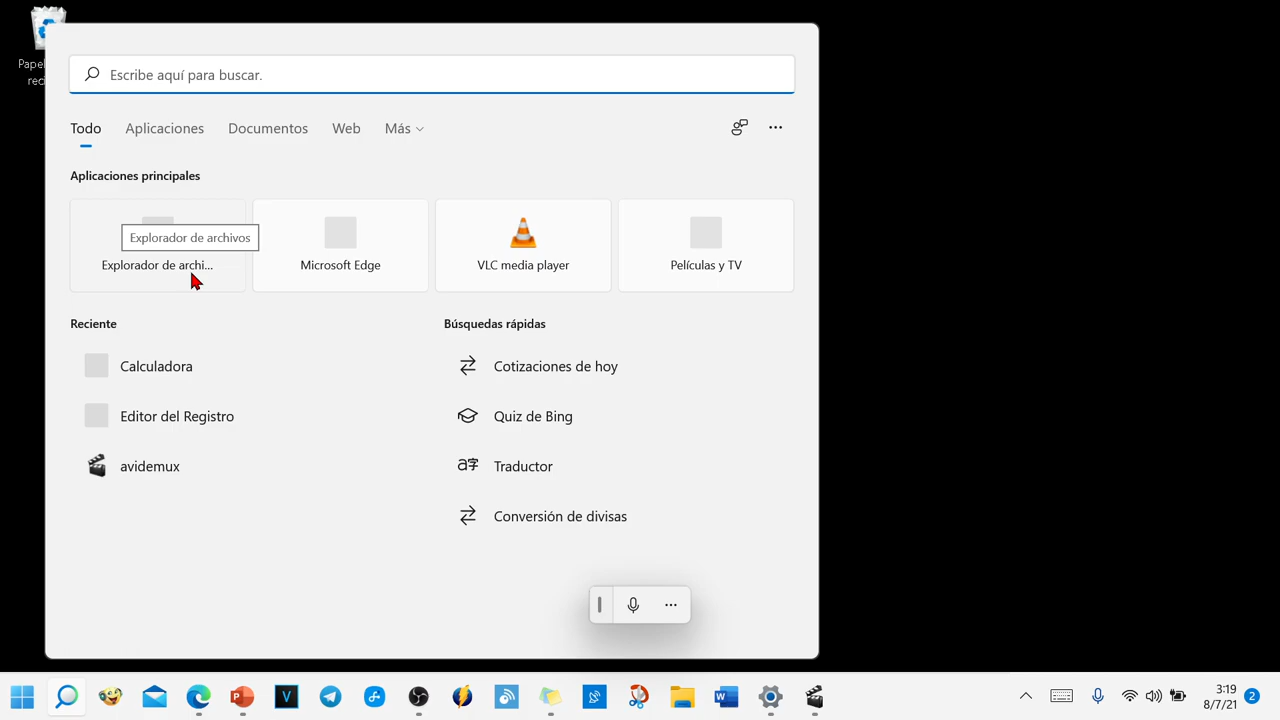 Papel
reci
Escribe aquí para buscar.
Todo
Aplicaciones
Documentos
Web
Más
Aplicaciones principales
Explorador de archivos
Explorador de archi...
Microsoft Edge
VLC media player
Películas y TV
Reciente
Búsquedas rápidas
Calculadora
Cotizaciones de hoy
Editor del Registro
Quiz de Bing
avidemux
Traductor
Conversión de divisas
3:19
8/7/21
2